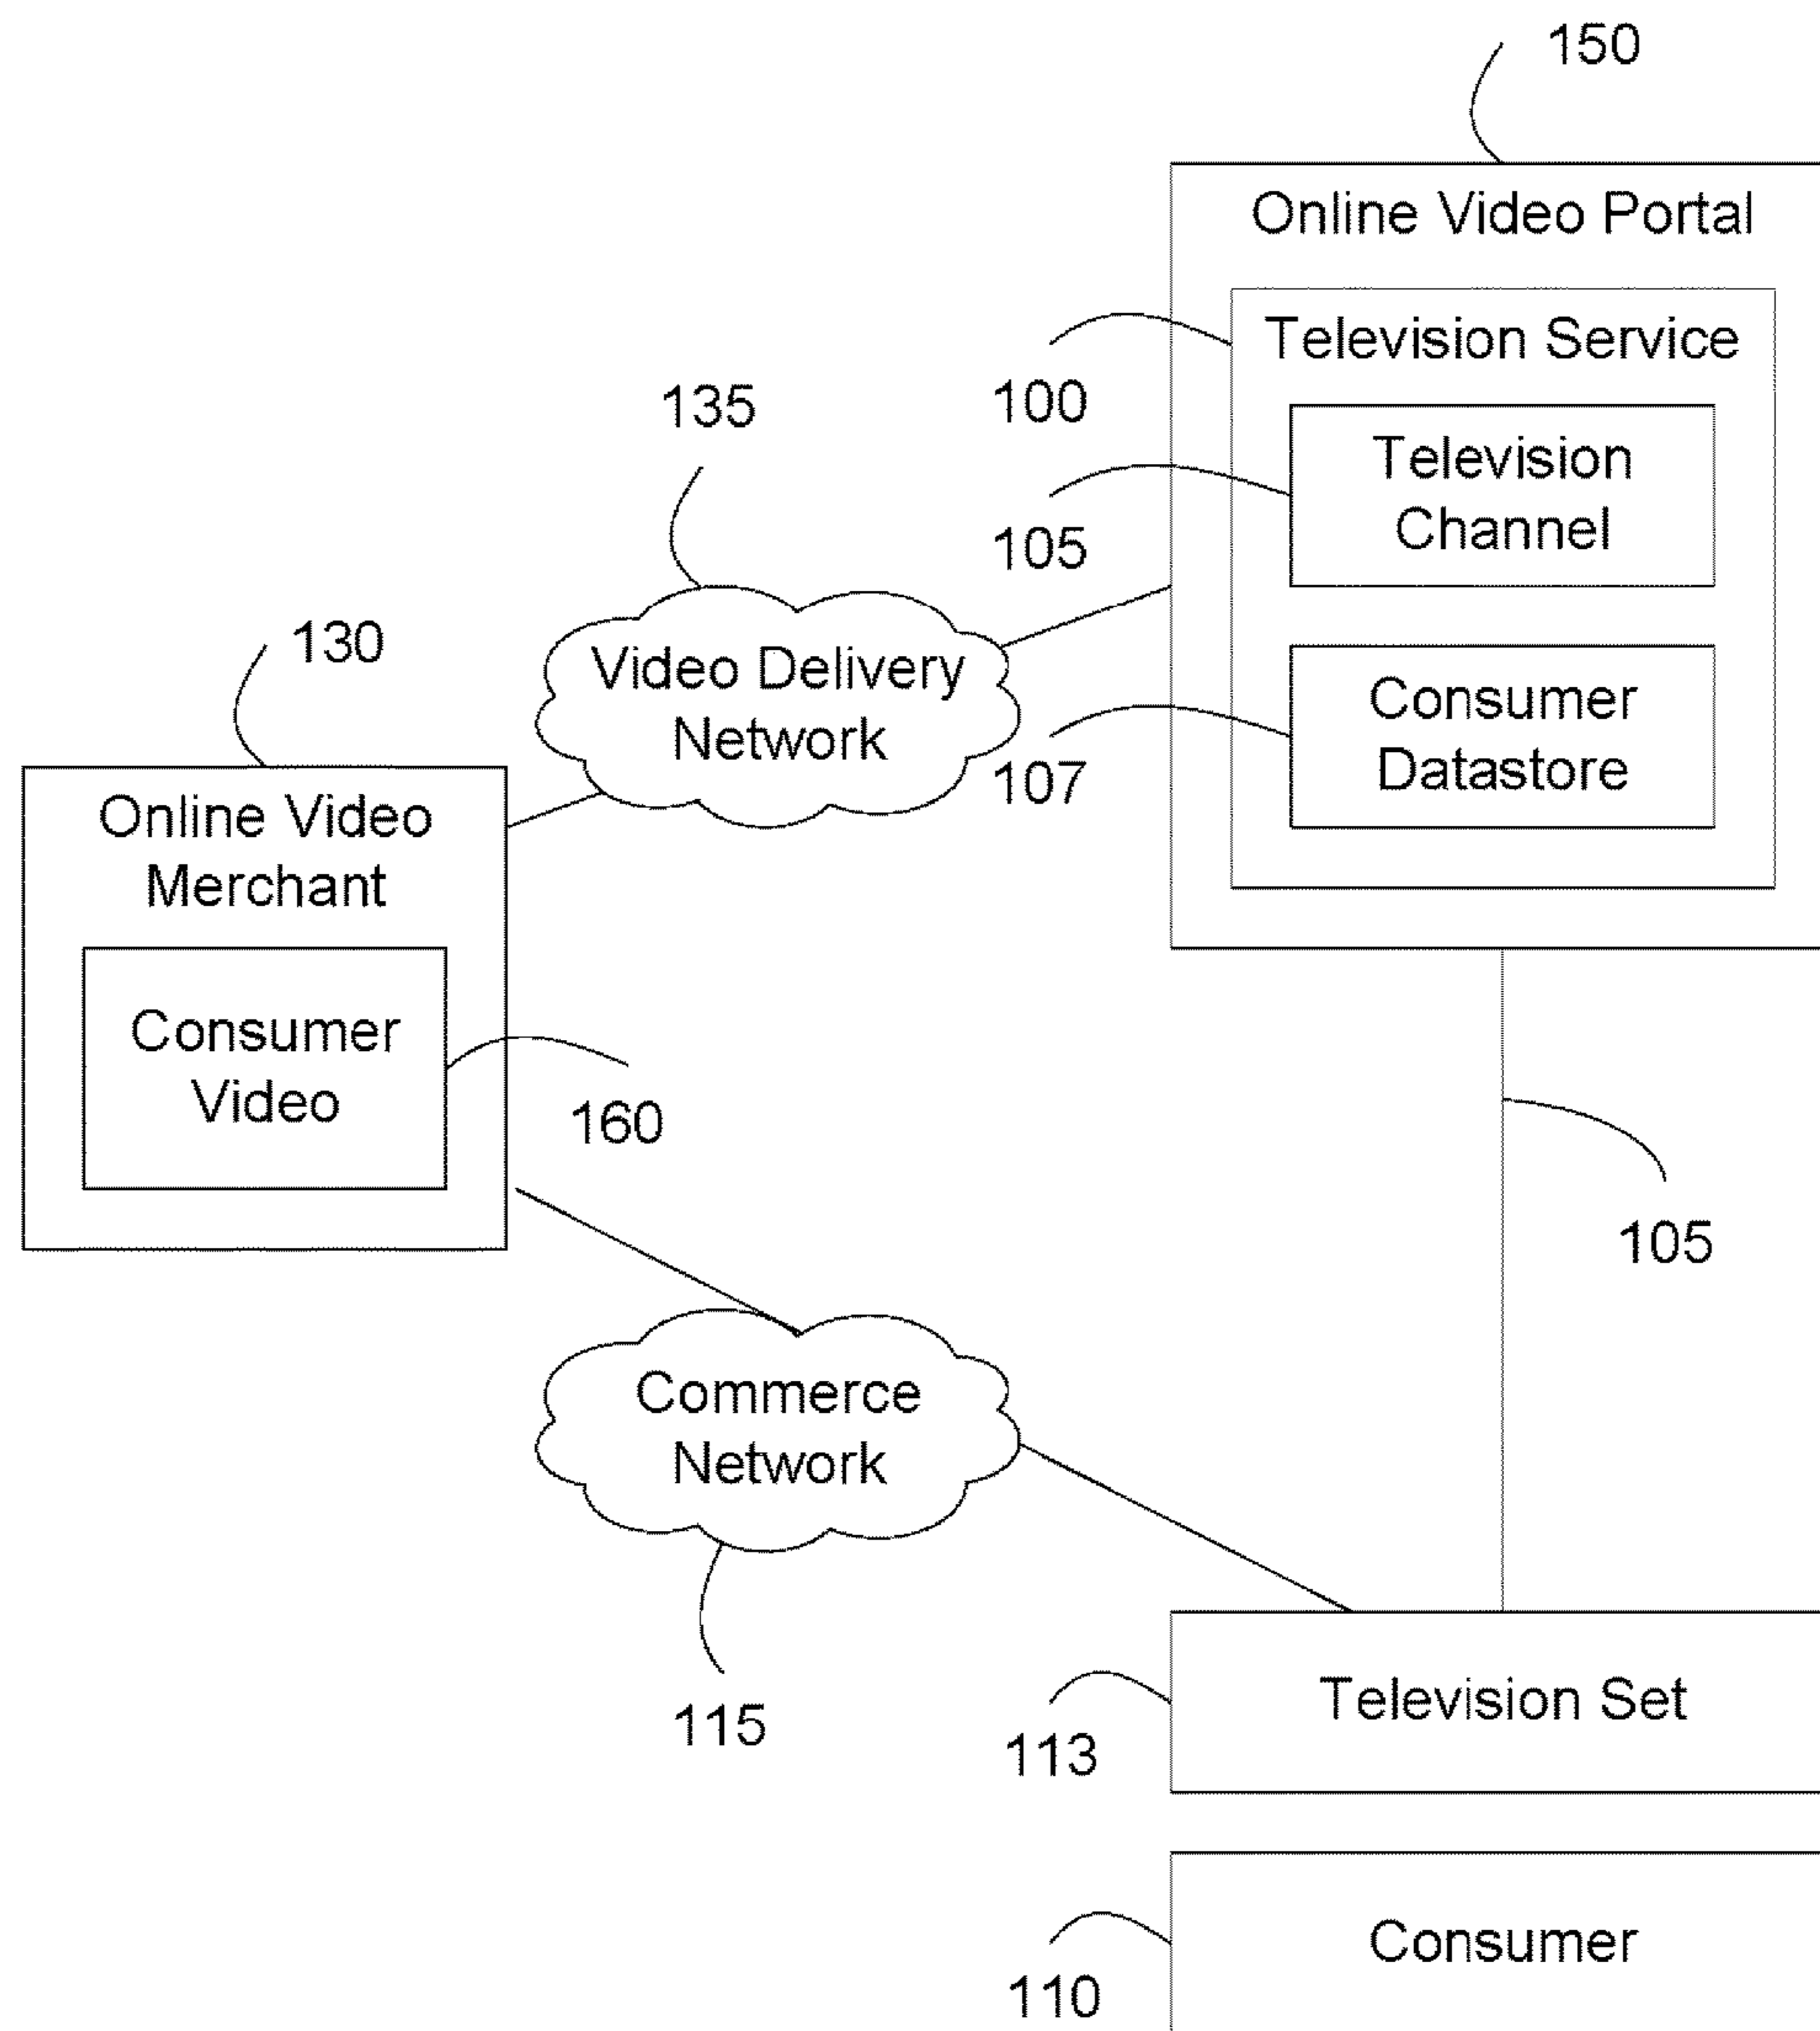 150
Online Video Portal
Television Service
100
Television
Channel
105
135
Video Delivery
Network
Consumer
Datastore
107
130
Online Video
Merchant
Consumer
Video
160
105
Commerce
Network
115
Television Set
113
Consumer
110